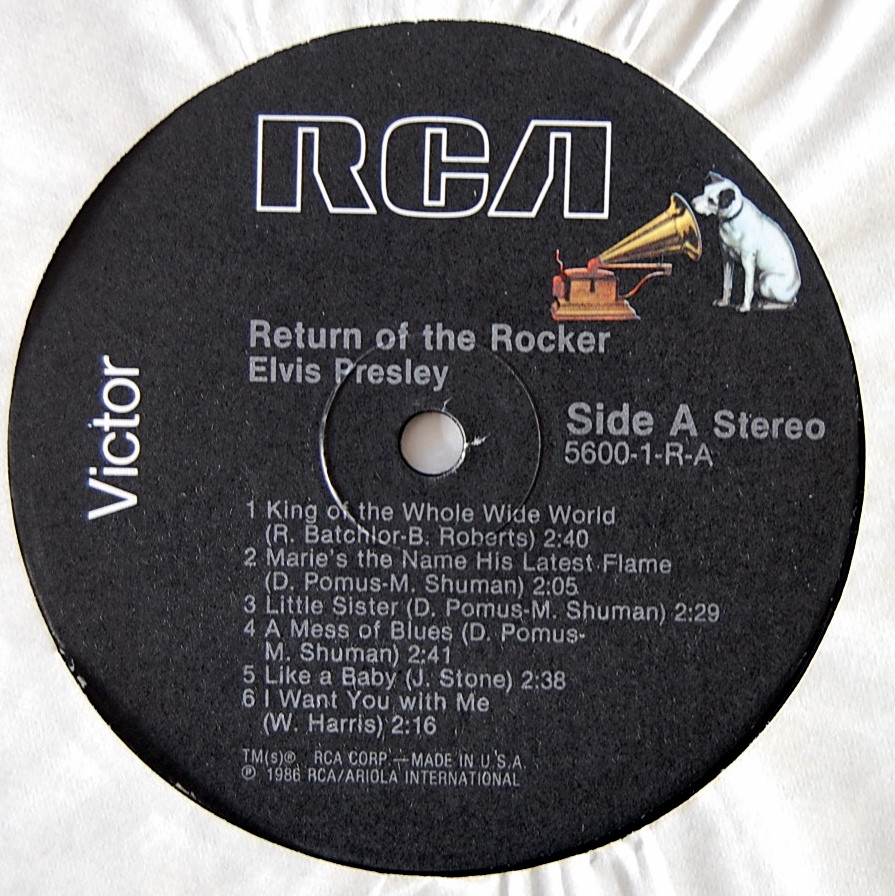 RCA
Victor
Return of the Rocker
Elvis Presley
Side A Stereo
5600-1-R-A
1 King of the Whole Wide World
(R. Batchlor-B. Roberts) 2:40
2 Marie's the Name His Latest Flame
(D. Pomus-M. Shuman) 2:05
3 Little Sister (D. Pomus-M. Shuman) 2:29
4 A Mess of Blues (D. Pomus-
M. Shuman) 2:41
5 Like a Baby (J. Stone) 2:38
6 I Want You with Me
(W. Harris) 2:16
TM(s)® RCA CORP.—MADE IN U.S.A.
℗ 1986 RCA/ARIOLA INTERNATIONAL